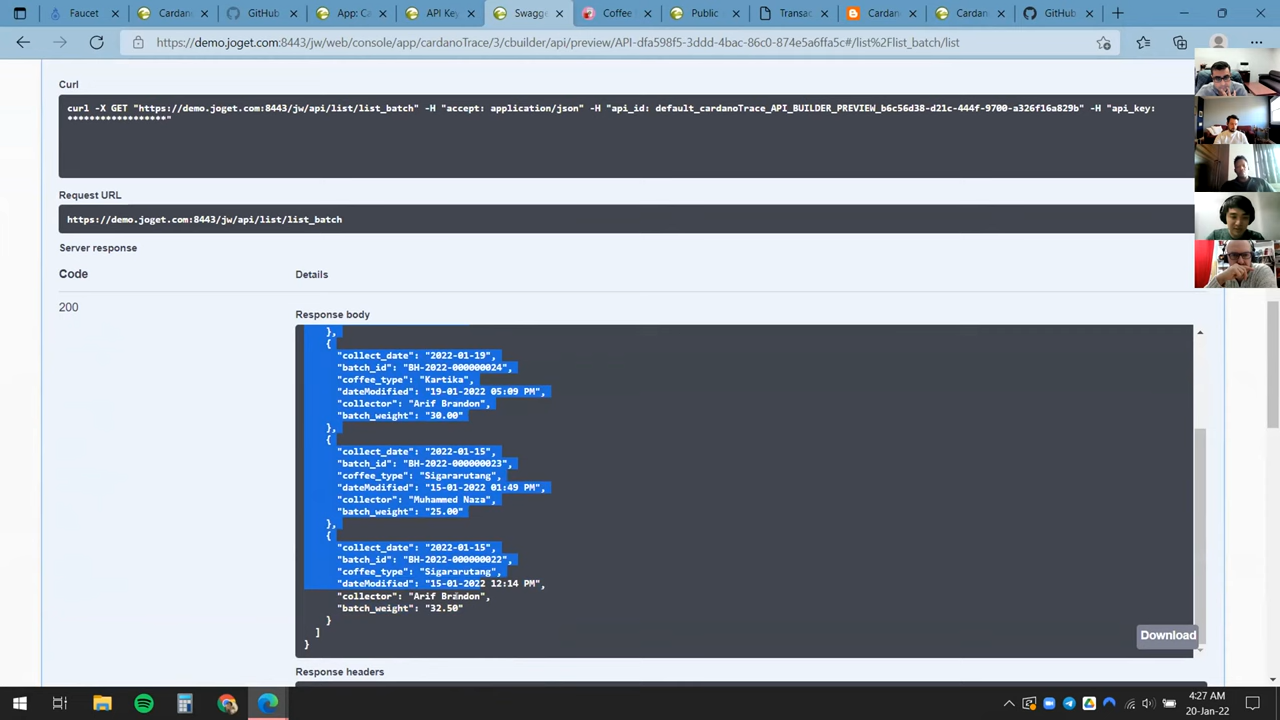 Faucet
Cardan
GitHub
App: Ca
API Key
Swagge
Coffee
Public
Transac
Cardan
Cardan
GitHub
https://demo.joget.com:8443/jw/web/console/app/cardanoTrace/3/cbuilder/api/preview/API-dfa598f5-3ddd-4bac-86c0-874e5a6ffa5c#/list%2Flist_batch/list
Curl
curl -X GET "https://demo.joget.com:8443/jw/api/list/list_batch" -H "accept: application/json" -H "api_id: default_cardanoTrace_API_BUILDER_PREVIEW_b6c56d38-d21c-444f-9700-a326f16a829b" -H "api_key:
******************"
Request URL
https://demo.joget.com:8443/jw/api/list/list_batch
Server response
Code
Details
200
Response body
},
{
"collect_date": "2022-01-19",
"batch_id": "BH-2022-000000024",
"coffee_type": "Kartika",
"dateModified": "19-01-2022 05:09 PM",
"collector": "Arif Brandon",
"batch_weight": "30.00"
},
{
"collect_date": "2022-01-15",
"batch_id": "BH-2022-000000023",
"coffee_type": "Sigararutang",
"dateModified": "15-01-2022 01:49 PM",
"collector": "Muhammed Naza",
"batch_weight": "25.00"
},
{
"collect_date": "2022-01-15",
"batch_id": "BH-2022-000000022",
"coffee_type": "Sigararutang",
"dateModified": "15-01-2022 12:14 PM",
"collector": "Arif Brandon",
"batch_weight": "32.50"
}
]
}
Download
Response headers
4:27 AM
20-Jan-22